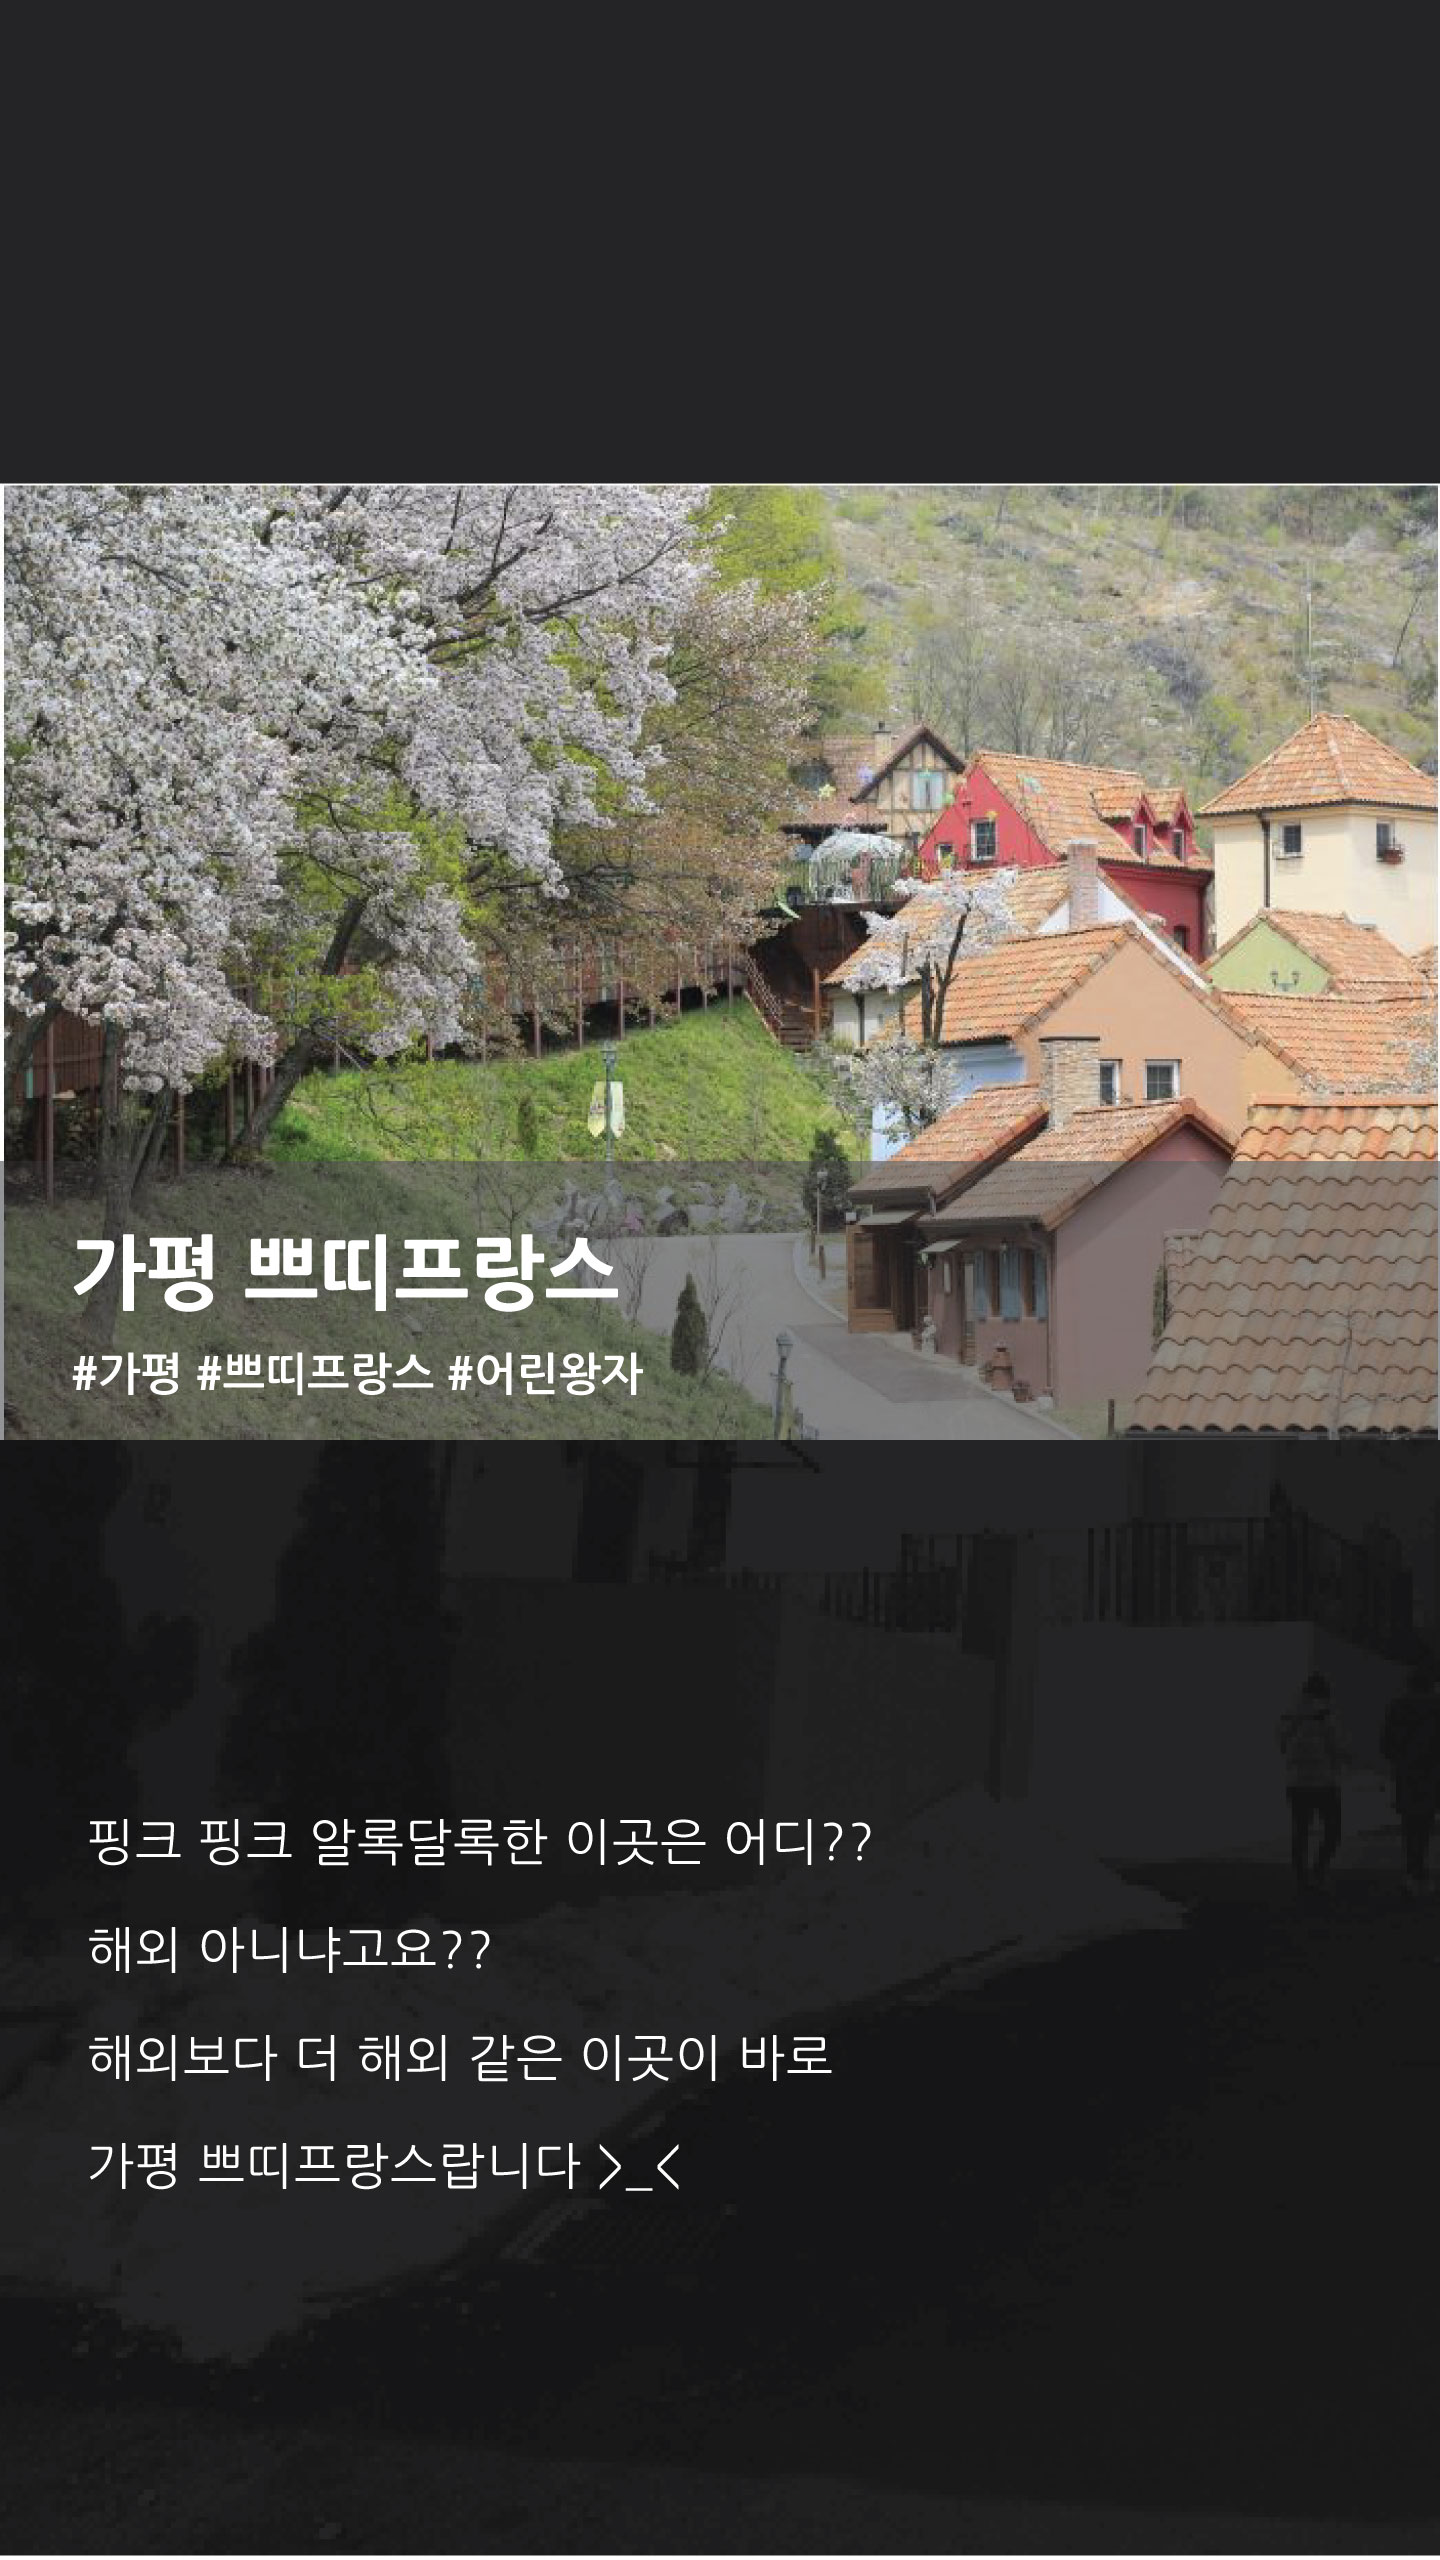 가평 쁘띠프랑스
#가평 #쁘띠프랑스 #어린왕자
핑크 핑크 알록달록한 이곳은 어디??
해외 아니냐고요??
해외보다 더 해외 같은 이곳이 바로
가평 쁘띠프랑스랍니다 >_<